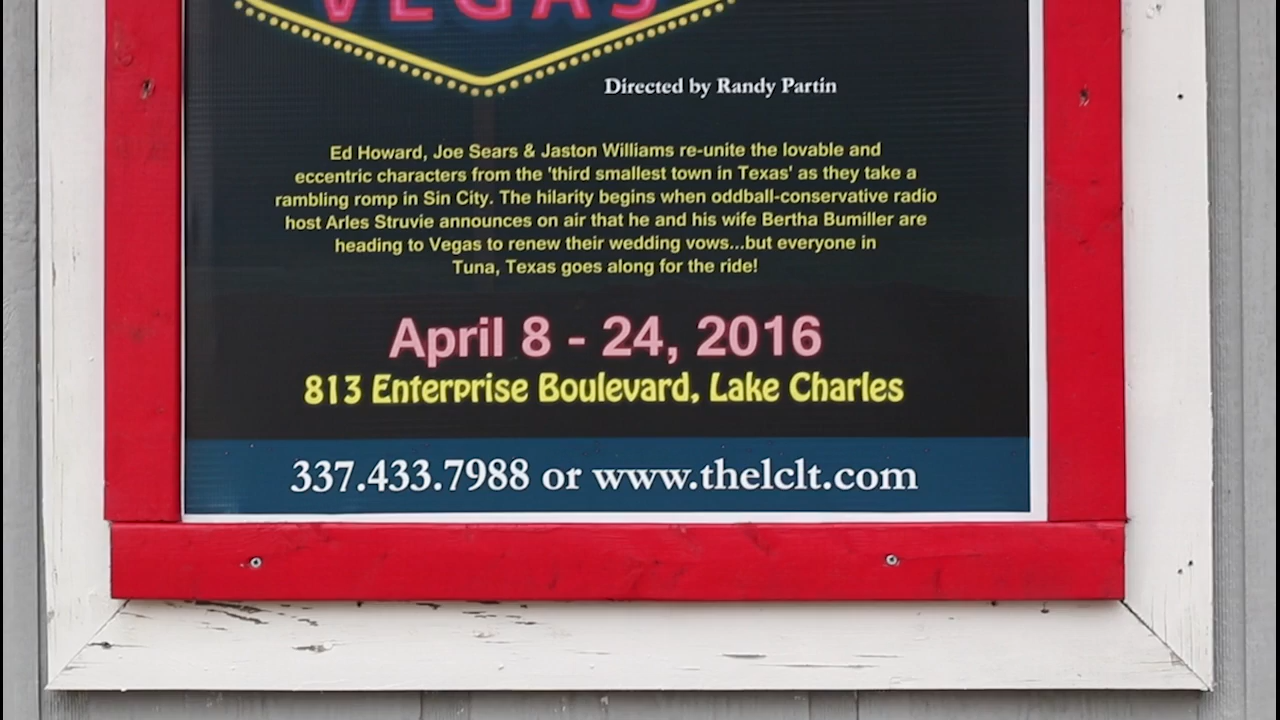 VEGAS
Directed by Randy Partin
Ed Howard, Joe Sears & Jaston Williams re-unite the lovable and
eccentric characters from the 'third smallest town in Texas' as they take a
rambling romp in Sin City. The hilarity begins when oddball-conservative radio
host Arles Struvie announces on air that he and his wife Bertha Bumiller are
heading to Vegas to renew their wedding vows...but everyone in
Tuna, Texas goes along for the ride!
April 8 - 24, 2016
813 Enterprise Boulevard, Lake Charles
337.433.7988 or www.thelclt.com